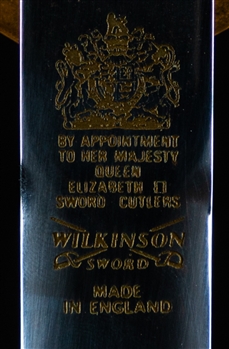 BY APPOINTMENT
TO HER MAJESTY
QUEEN
ELIZABETH II
SWORD CUTLERS
WILKINSON
SWORD
MADE
IN ENGLAND